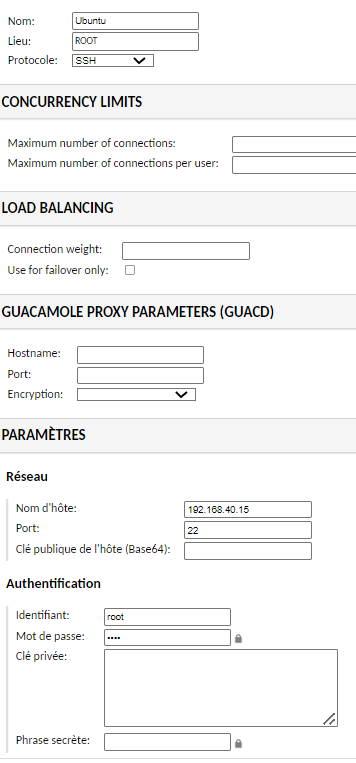 Nom: Ubuntu
Lieu: ROOT
Protocole: SSH
CONCURRENCY LIMITS
Maximum number of connections:
Maximum number of connections per user:
LOAD BALANCING
Connection weight:
Use for failover only:
GUACAMOLE PROXY PARAMETERS (GUACD)
Hostname:
Port:
Encryption:
PARAMÈTRES
Réseau
Nom d'hôte: 192.168.40.15
Port: 22
Clé publique de l'hôte (Base64):
Authentification
Identifiant: root
Mot de passe: ••••
Clé privée:
Phrase secrète: